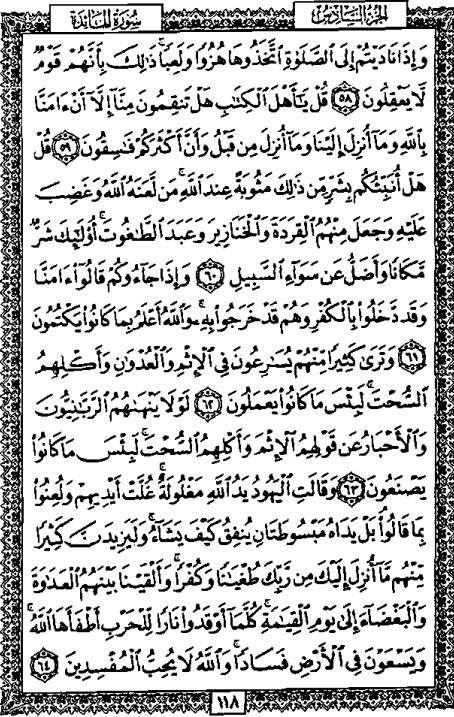 الجزء السادس
سورة المائدة
وَإِذَا نَادَيْتُمْ إِلَى ٱلصَّلَوٰةِ ٱتَّخَذُوهَا هُزُوًا وَلَعِبًا ۚ ذَٰلِكَ بِأَنَّهُمْ قَوْمٌ
لَّا يَعْقِلُونَ ٥٨ قُلْ يَٰٓأَهْلَ ٱلْكِتَٰبِ هَلْ تَنقِمُونَ مِنَّآ إِلَّآ أَنْ ءَامَنَّا
بِٱللَّهِ وَمَآ أُنزِلَ إِلَيْنَا وَمَآ أُنزِلَ مِن قَبْلُ وَأَنَّ أَكْثَرَكُمْ فَٰسِقُونَ ٥٩ قُلْ
هَلْ أُنَبِّئُكُم بِشَرٍّ مِّن ذَٰلِكَ مَثُوبَةً عِندَ ٱللَّهِ ۚ مَن لَّعَنَهُ ٱللَّهُ وَغَضِبَ
عَلَيْهِ وَجَعَلَ مِنْهُمُ ٱلْقِرَدَةَ وَٱلْخَنَازِيرَ وَعَبَدَ ٱلطَّٰغُوتَ ۚ أُو۟لَٰٓئِكَ شَرٌّ
مَّكَانًا وَأَضَلُّ عَن سَوَآءِ ٱلسَّبِيلِ ٦٠ وَإِذَا جَآءُوكُمْ قَالُوٓا۟ ءَامَنَّا
وَقَد دَّخَلُوا۟ بِٱلْكُفْرِ وَهُمْ قَدْ خَرَجُوا۟ بِهِۦ ۚ وَٱللَّهُ أَعْلَمُ بِمَا كَانُوا۟ يَكْتُمُونَ
٦١ وَتَرَىٰ كَثِيرًا مِّنْهُمْ يُسَٰرِعُونَ فِى ٱلْإِثْمِ وَٱلْعُدْوَٰنِ وَأَكْلِهِمُ
ٱلسُّحْتَ ۚ لَبِئْسَ مَا كَانُوا۟ يَعْمَلُونَ ٦٢ لَوْلَا يَنْهَىٰهُمُ ٱلرَّبَّٰنِيُّونَ
وَٱلْأَحْبَارُ عَن قَوْلِهِمُ ٱلْإِثْمَ وَأَكْلِهِمُ ٱلسُّحْتَ ۚ لَبِئْسَ مَا كَانُوا۟
يَصْنَعُونَ ٦٣ وَقَالَتِ ٱلْيَهُودُ يَدُ ٱللَّهِ مَغْلُولَةٌ ۚ غُلَّتْ أَيْدِيهِمْ وَلُعِنُوا۟
بِمَا قَالُوا۟ ۘ بَلْ يَدَاهُ مَبْسُوطَتَانِ يُنفِقُ كَيْفَ يَشَآءُ ۚ وَلَيَزِيدَنَّ كَثِيرًا
مِّنْهُم مَّآ أُنزِلَ إِلَيْكَ مِن رَّبِّكَ طُغْيَٰنًا وَكُفْرًا ۚ وَأَلْقَيْنَا بَيْنَهُمُ ٱلْعَدَٰوَةَ
وَٱلْبَغْضَآءَ إِلَىٰ يَوْمِ ٱلْقِيَٰمَةِ ۚ كُلَّمَآ أَوْقَدُوا۟ نَارًا لِّلْحَرْبِ أَطْفَأَهَا ٱللَّهُ ۚ
وَيَسْعَوْنَ فِى ٱلْأَرْضِ فَسَادًا ۚ وَٱللَّهُ لَا يُحِبُّ ٱلْمُفْسِدِينَ ٦٤
١١٨